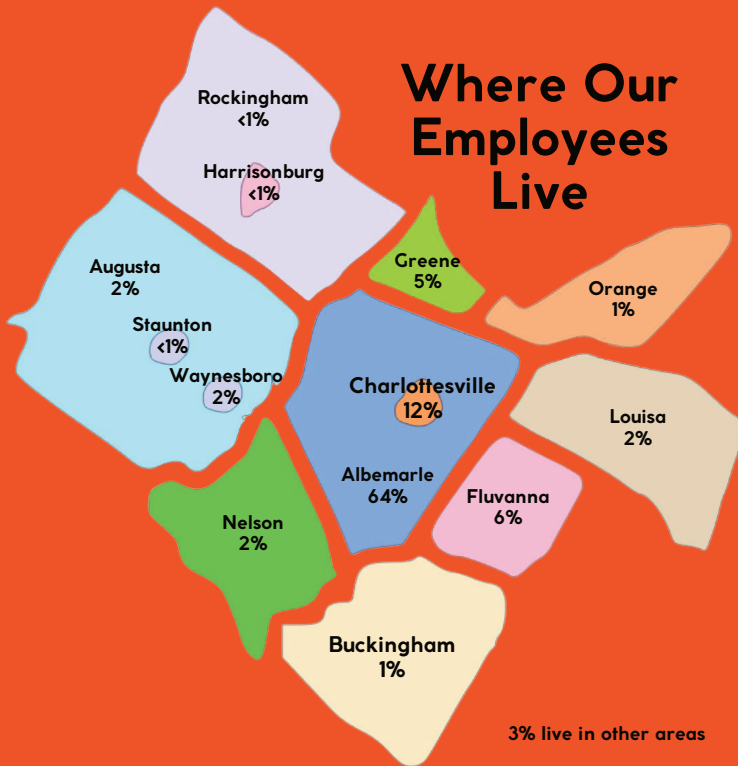 Where Our
Employees
Live
Rockingham
<1%
Harrisonburg
<1%
Greene
5%
Augusta
2%
Orange
1%
Staunton
<1%
Waynesboro
2%
Charlottesville
12%
Louisa
2%
Albemarle
64%
Fluvanna
6%
Nelson
2%
Buckingham
1%
3% live in other areas